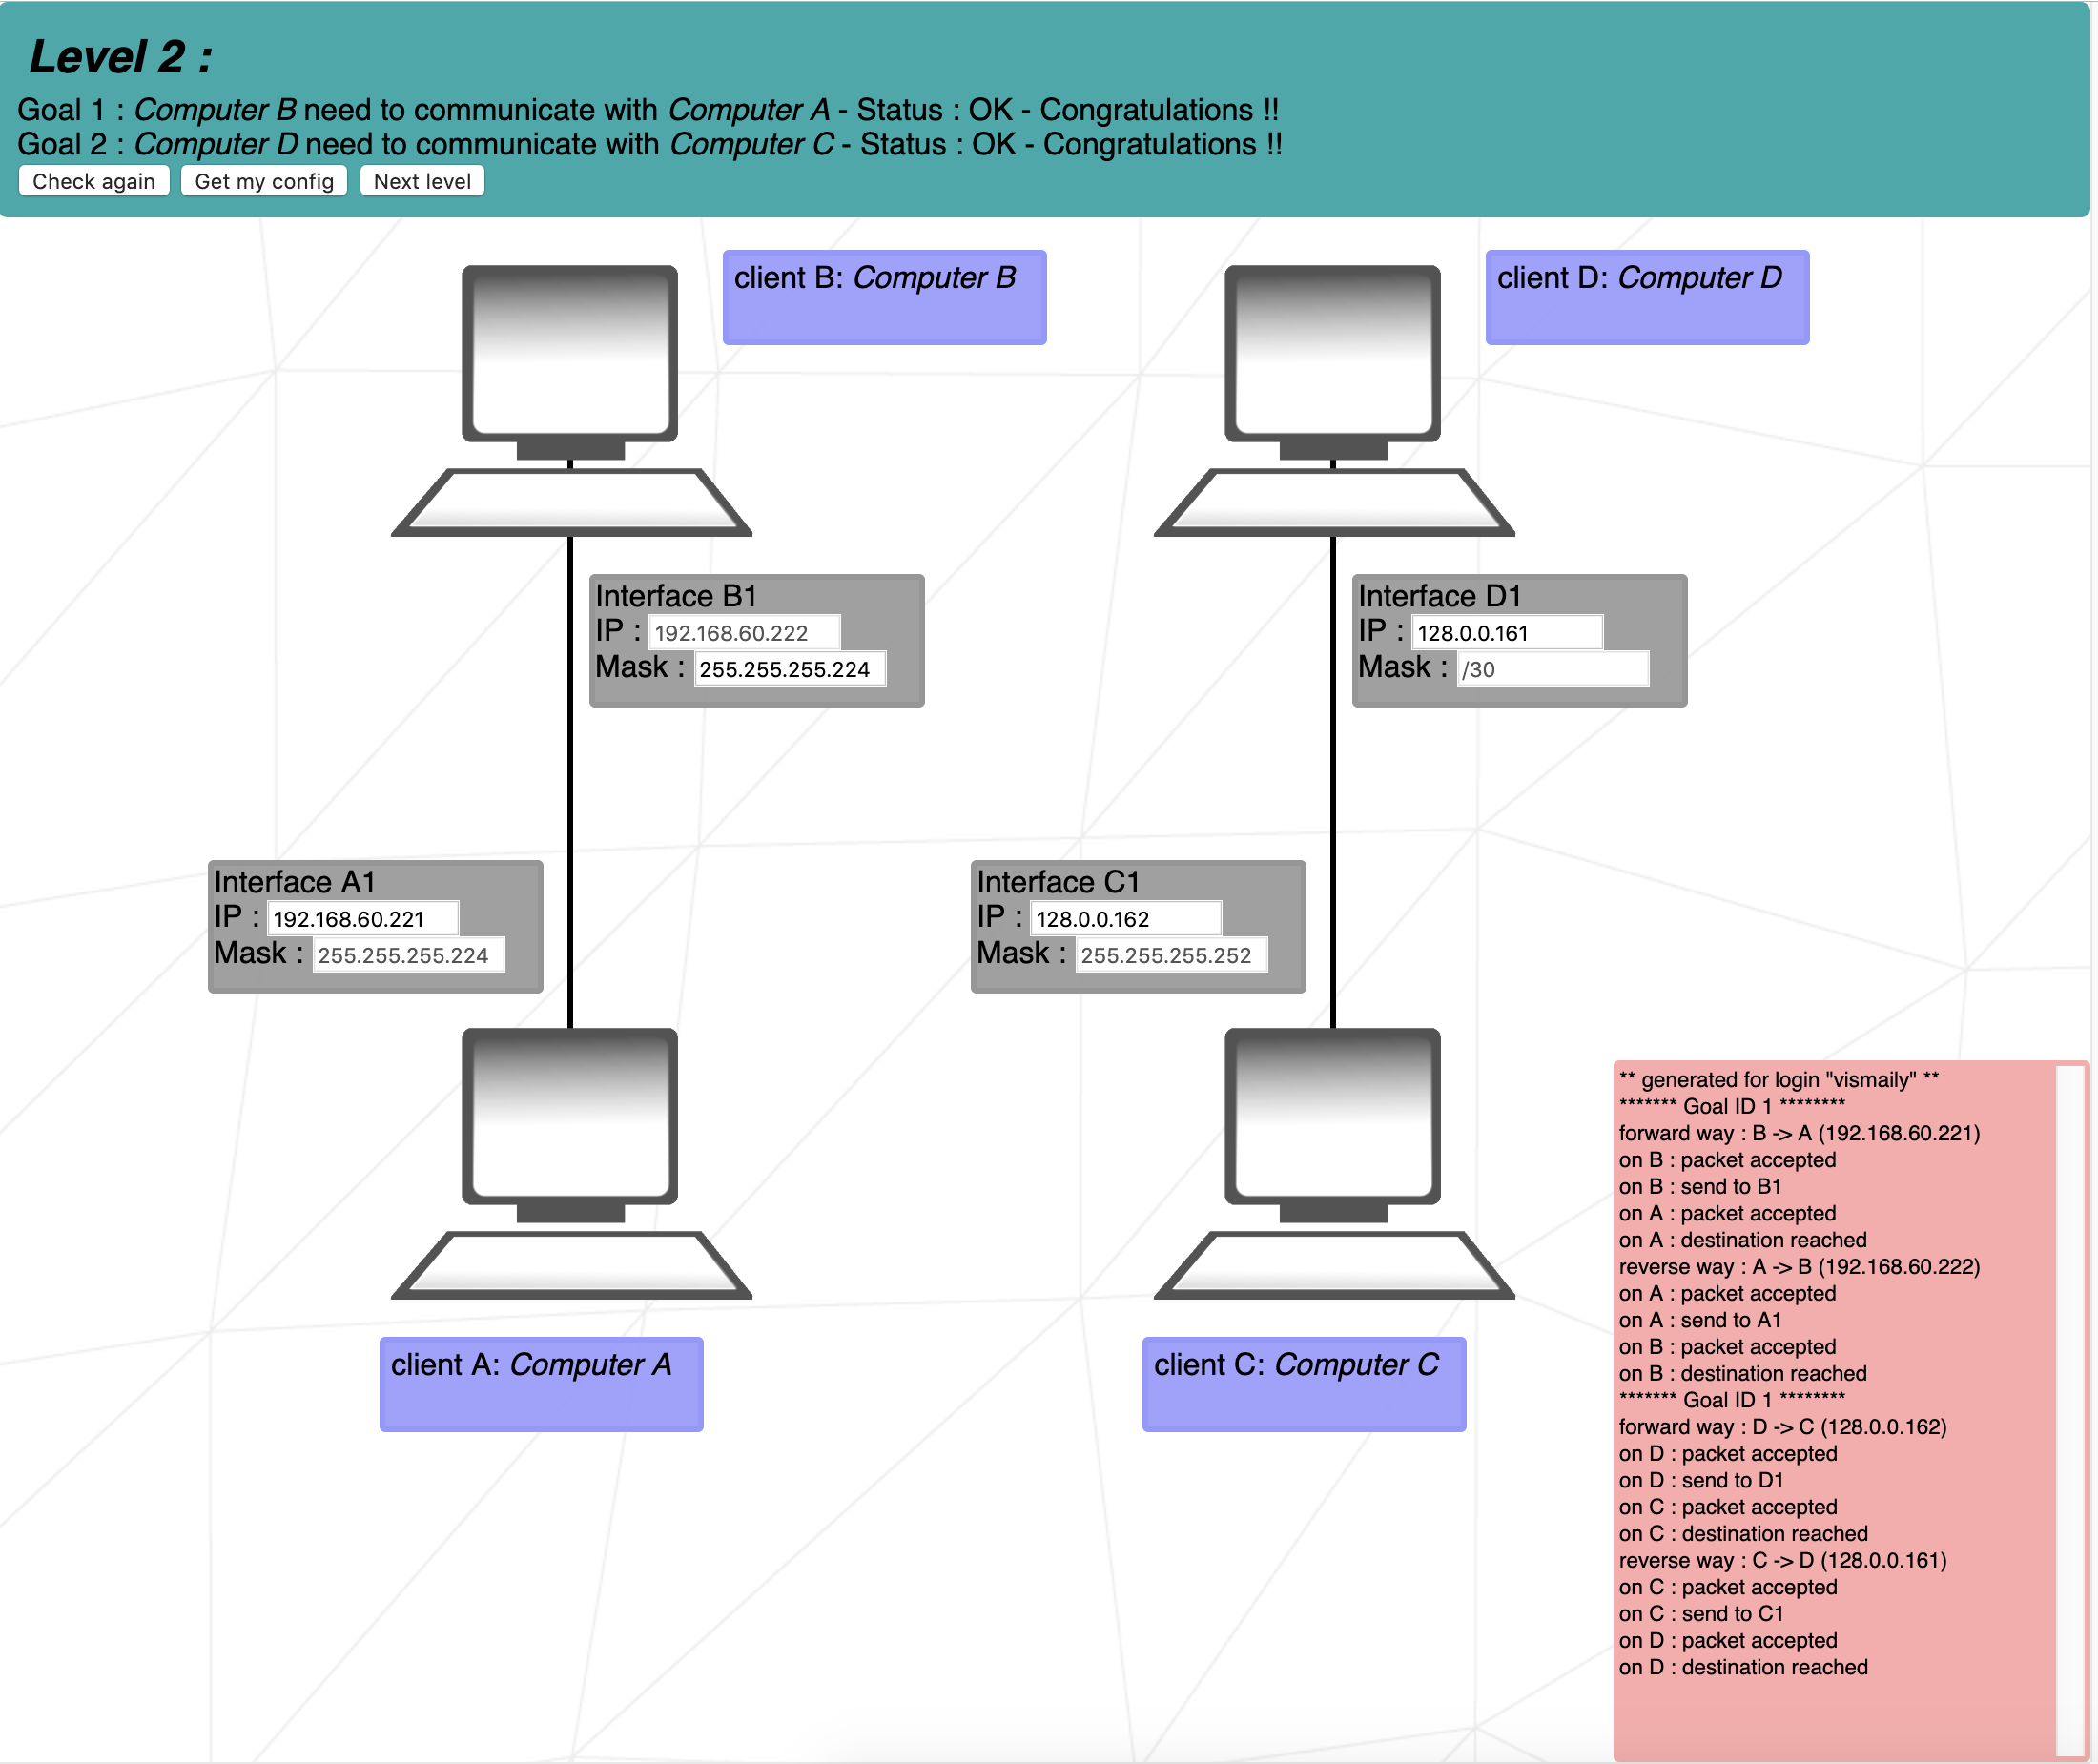 Level 2 :
Goal 1 : Computer B need to communicate with Computer A - Status : OK - Congratulations !!
Goal 2 : Computer D need to communicate with Computer C - Status : OK - Congratulations !!
Check again Get my config Next level
client B: Computer B
client D: Computer D
Interface B1
IP : 192.168.60.222
Mask : 255.255.255.224
Interface D1
IP : 128.0.0.161
Mask : /30
Interface A1
IP : 192.168.60.221
Mask : 255.255.255.224
Interface C1
IP : 128.0.0.162
Mask : 255.255.255.252
client A: Computer A
client C: Computer C
** generated for login "vismaily" **
******* Goal ID 1 ********
forward way : B -> A (192.168.60.221)
on B : packet accepted
on B : send to B1
on A : packet accepted
on A : destination reached
reverse way : A -> B (192.168.60.222)
on A : packet accepted
on A : send to A1
on B : packet accepted
on B : destination reached
******* Goal ID 1 ********
forward way : D -> C (128.0.0.162)
on D : packet accepted
on D : send to D1
on C : packet accepted
on C : destination reached
reverse way : C -> D (128.0.0.161)
on C : packet accepted
on C : send to C1
on D : packet accepted
on D : destination reached